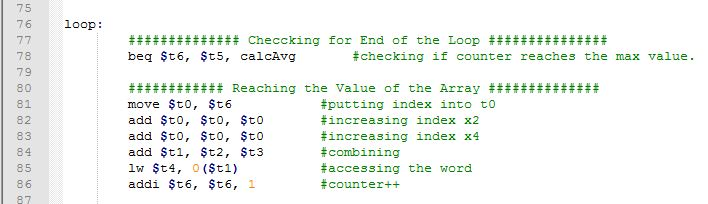 75
76 loop:
77 ############## Checcking for End of the Loop ###############
78 beq $t6, $t5, calcAvg #checking if counter reaches the max value.
79
80 ############ Reaching the Value of the Array ##############
81 move $t0, $t6 #putting index into t0
82 add $t0, $t0, $t0 #increasing index x2
83 add $t0, $t0, $t0 #increasing index x4
84 add $t1, $t2, $t3 #combining
85 lw $t4, 0($t1) #accessing the word
86 addi $t6, $t6, 1 #counter++
87